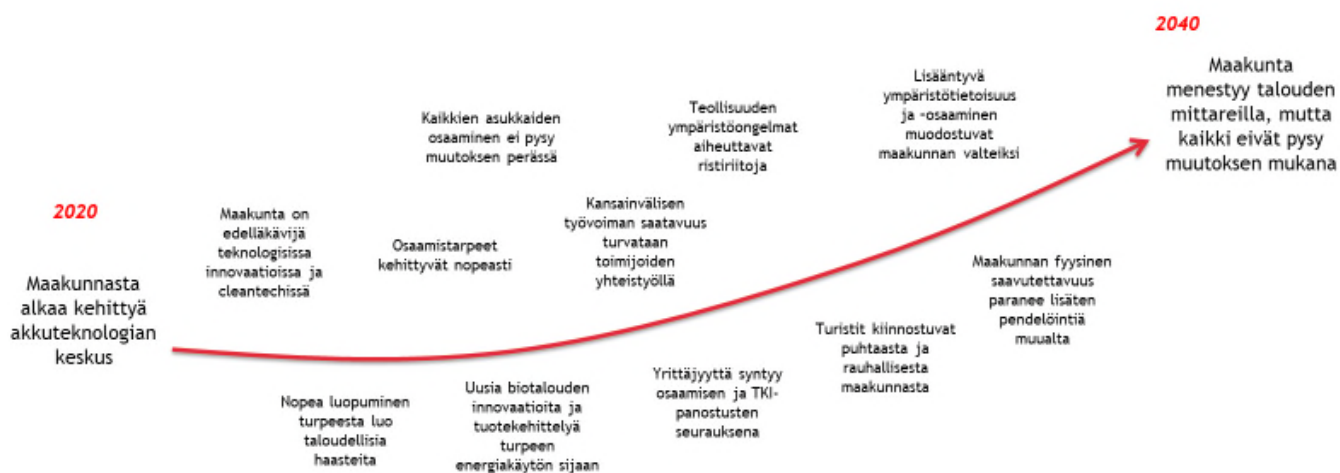 2020
Maakunnasta
alkaa kehittyä
akkuteknologian
keskus
Maakunta on
edelläkävijä
teknologisissa
innovaatioissa ja
cleantechissä
Nopea luopuminen
turpeesta luo
taloudellisia
haasteita
Kaikkien asukkaiden
osaaminen ei pysy
muutoksen perässä
Osaamistarpeet
kehittyvät nopeasti
Uusia biotalouden
innovaatioita ja
tuotekehittelyä
turpeen
energiakäytön sijaan
Kansainvälisen
työvoiman saatavuus
turvataan
toimijoiden
yhteistyöllä
Teollisuuden
ympäristöongelmat
aiheuttavat
ristiriitoja
Yrittäjyyttä syntyy
osaamisen ja TKI-
panostusten
seurauksena
Turistit kiinnostuvat
puhtaasta ja
rauhallisesta
maakunnasta
Lisääntyvä
ympäristötietoisuus
ja -osaaminen
muodostuvat
maakunnan valteiksi
Maakunnan fyysinen
saavutettavuus
paranee lisäten
pendelöintiä
muualta
2040
Maakunta
menestyy talouden
mittareilla, mutta
kaikki eivät pysy
muutoksen mukana